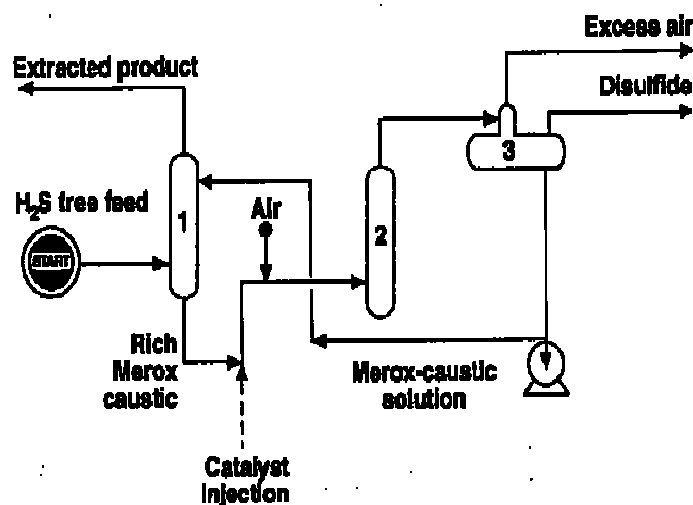 Excess air
Extracted product
Disulfide
3
H2S free feed
1
Air
2
START
Rich
Merox
caustic
Merox-caustic
solution
Catalyst
Injection